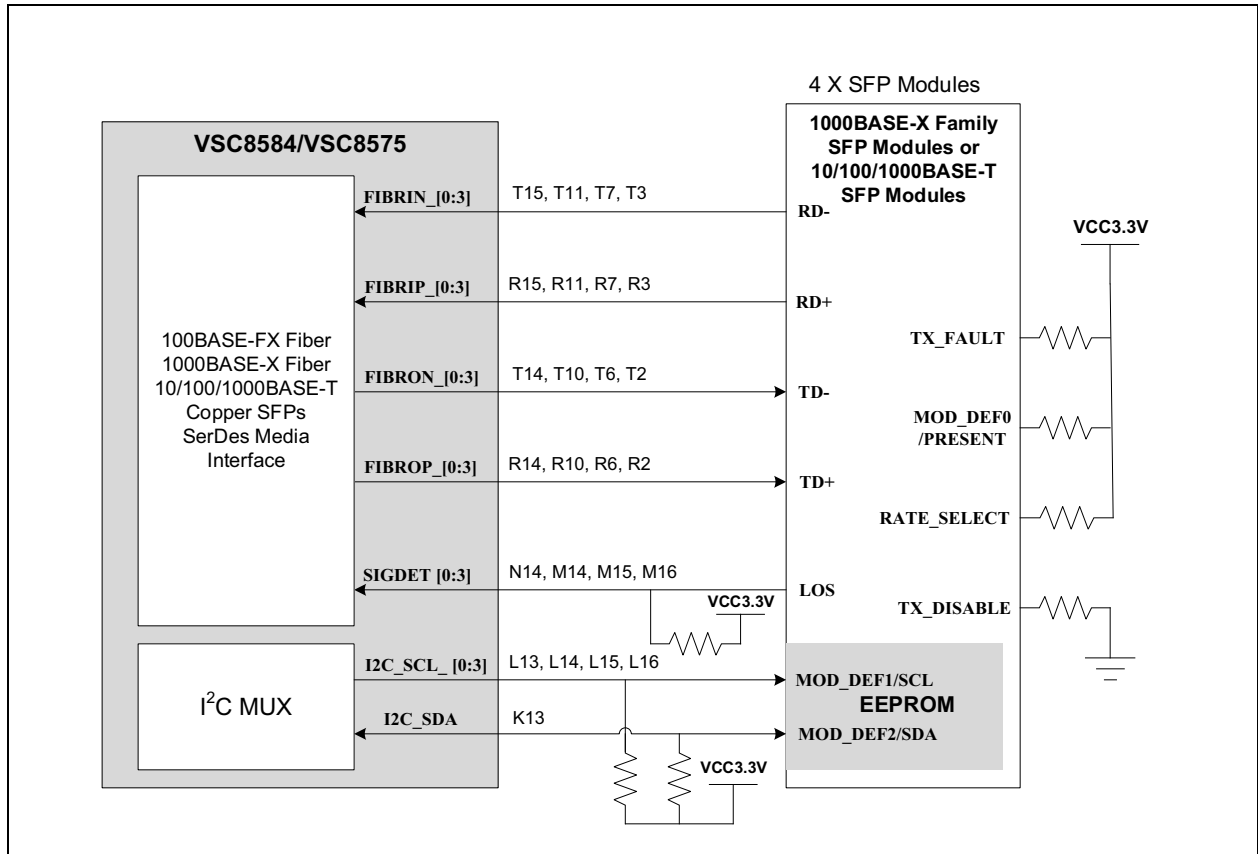 4 X SFP Modules
VSC8584/VSC8575
1000BASE-X Family
SFP Modules or
10/100/1000BASE-T
SFP Modules
100BASE-FX Fiber
1000BASE-X Fiber
10/100/1000BASE-T
Copper SFPs
SerDes Media
Interface
FIBRIN_[0:3]
T15, T11, T7, T3
RD-
FIBRIP_[0:3]
R15, R11, R7, R3
RD+
FIBRON_[0:3]
T14, T10, T6, T2
TD-
FIBROP_[0:3]
R14, R10, R6, R2
TD+
SIGDET [0:3]
N14, M14, M15, M16
LOS
VCC3.3V
VCC3.3V
TX_FAULT
MOD_DEF0
/PRESENT
RATE_SELECT
TX_DISABLE
I²C MUX
I2C_SCL_ [0:3]
L13, L14, L15, L16
MOD_DEF1/SCL
EEPROM
I2C_SDA
K13
MOD_DEF2/SDA
VCC3.3V